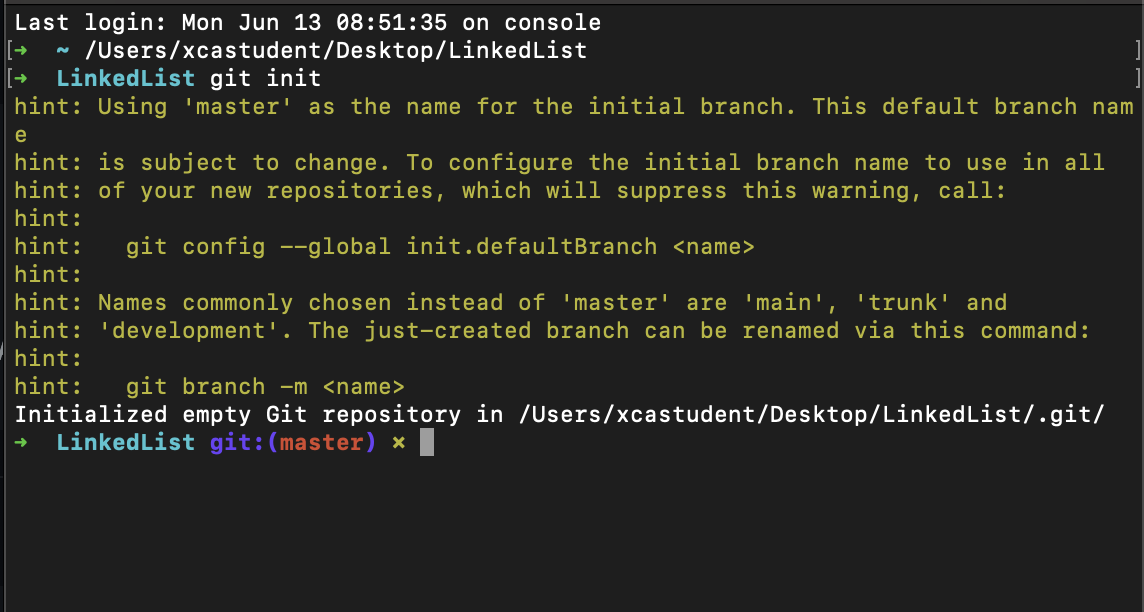 Last login: Mon Jun 13 08:51:35 on console
[➜  ~ /Users/xcastudent/Desktop/LinkedList ]
[➜  LinkedList git init ]
hint: Using 'master' as the name for the initial branch. This default branch nam
e
hint: is subject to change. To configure the initial branch name to use in all
hint: of your new repositories, which will suppress this warning, call:
hint:
hint:   git config --global init.defaultBranch <name>
hint:
hint: Names commonly chosen instead of 'master' are 'main', 'trunk' and
hint: 'development'. The just-created branch can be renamed via this command:
hint:
hint:   git branch -m <name>
Initialized empty Git repository in /Users/xcastudent/Desktop/LinkedList/.git/
➜  LinkedList git:(master) ×